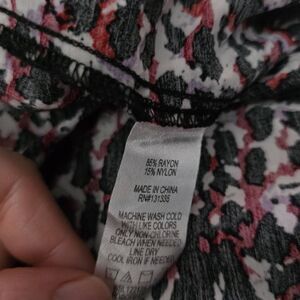 85% RAYON
15% NYLON
MADE IN CHINA
RN#131335
MACHINE WASH COLD
WITH LIKE COLORS
ONLY NON-CHLORINE
BLEACH WHEN NEEDED
LINE DRY
COOL IRON IF NEEDED